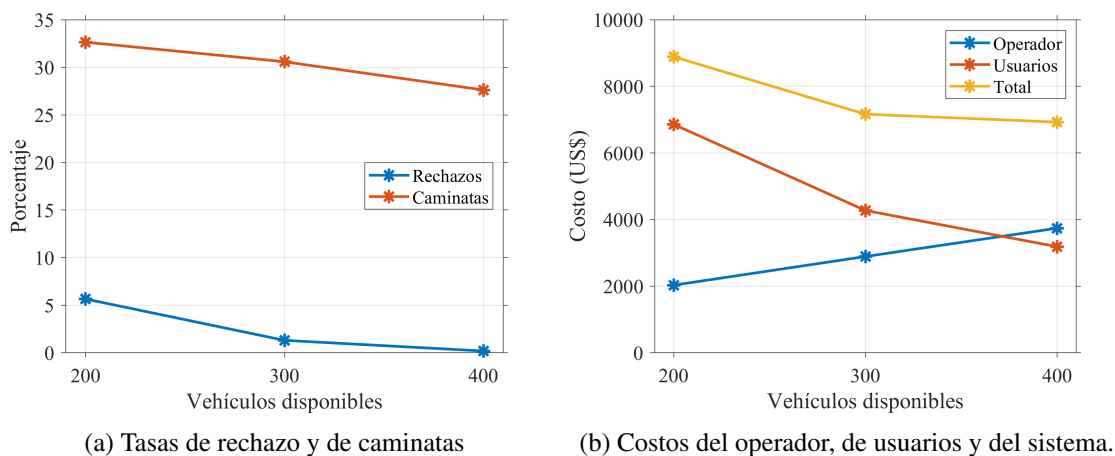 35
30
25
20
15
10
5
0
Porcentaje
Rechazos
Caminatas
200 300 400
Vehículos disponibles
(a) Tasas de rechazo y de caminatas
10000
8000
6000
4000
2000
0
Costo (US$)
Operador
Usuarios
Total
200 300 400
Vehículos disponibles
(b) Costos del operador, de usuarios y del sistema.